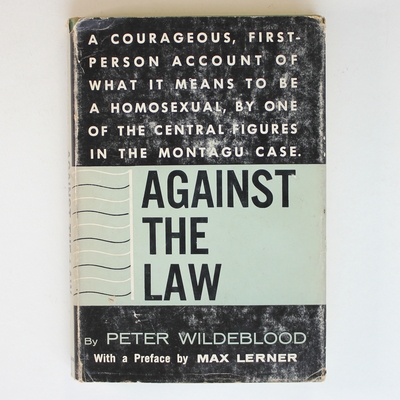 A COURAGEOUS, FIRST-
PERSON ACCOUNT OF
WHAT IT MEANS TO BE
A HOMOSEXUAL, BY ONE
OF THE CENTRAL FIGURES
IN THE MONTAGU CASE.
AGAINST
THE
LAW
By PETER WILDEBLOOD
With a Preface by MAX LERNER